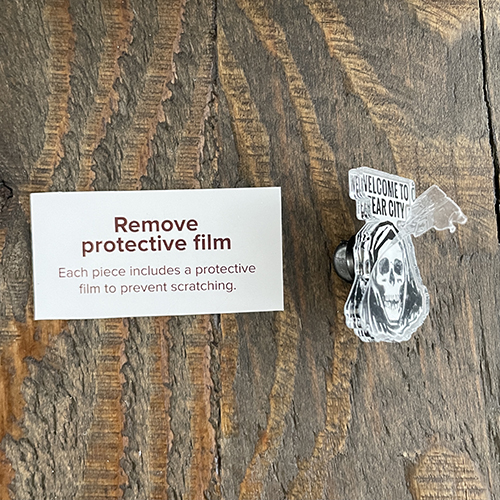 Remove
protective film
Each piece includes a protective
film to prevent scratching.
WELCOME TO
EAR CITY